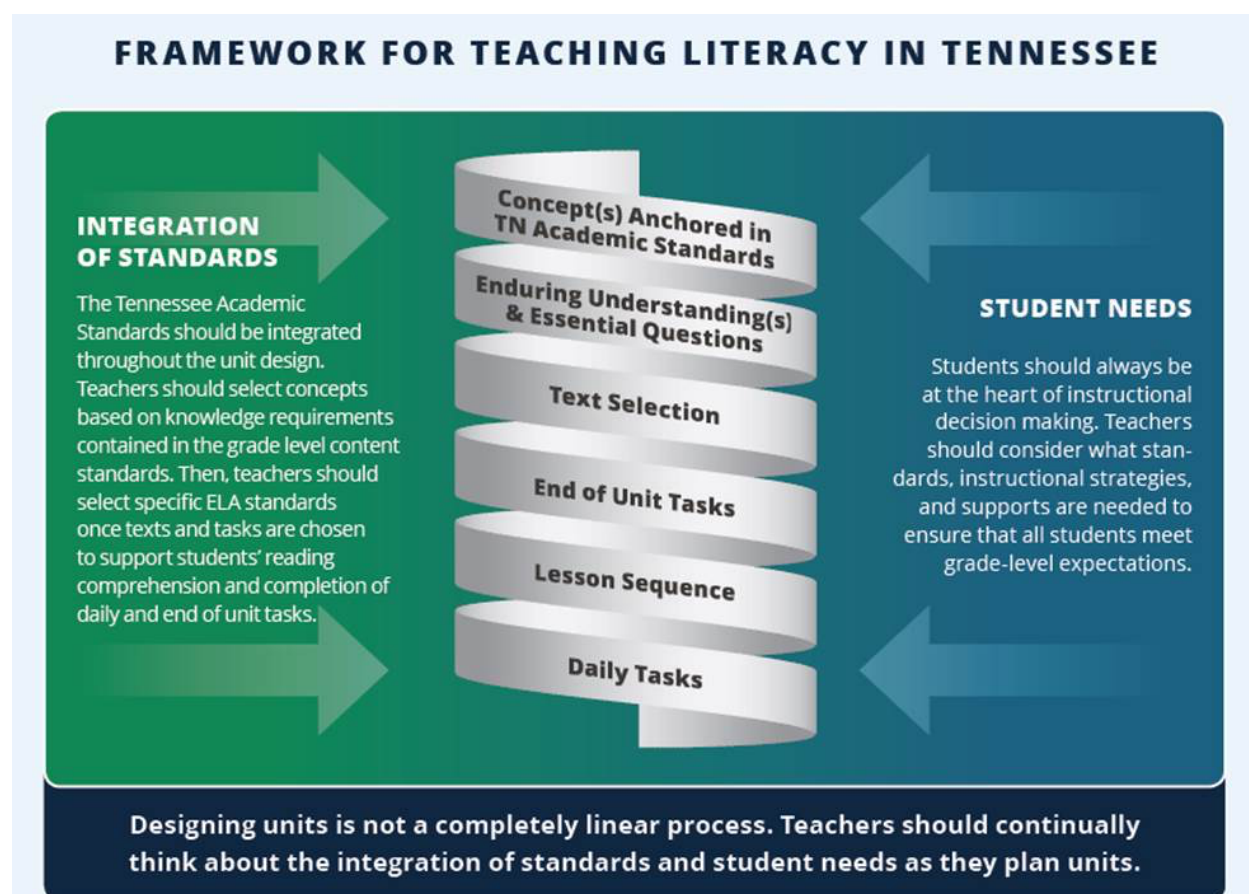 FRAMEWORK FOR TEACHING LITERACY IN TENNESSEE
INTEGRATION
OF STANDARDS
The Tennessee Academic
Standards should be integrated
throughout the unit design.
Teachers should select concepts
based on knowledge requirements
contained in the grade level content
standards. Then, teachers should
select specific ELA standards
once texts and tasks are chosen
to support students’ reading
comprehension and completion of
daily and end of unit tasks.
Concept(s) Anchored in
TN Academic Standards
Enduring Understanding(s)
& Essential Questions
Text Selection
End of Unit Tasks
Lesson Sequence
Daily Tasks
STUDENT NEEDS
Students should always be
at the heart of instructional
decision making. Teachers
should consider what stan-
dards, instructional strategies,
and supports are needed to
ensure that all students meet
grade-level expectations.
Designing units is not a completely linear process. Teachers should continually
think about the integration of standards and student needs as they plan units.